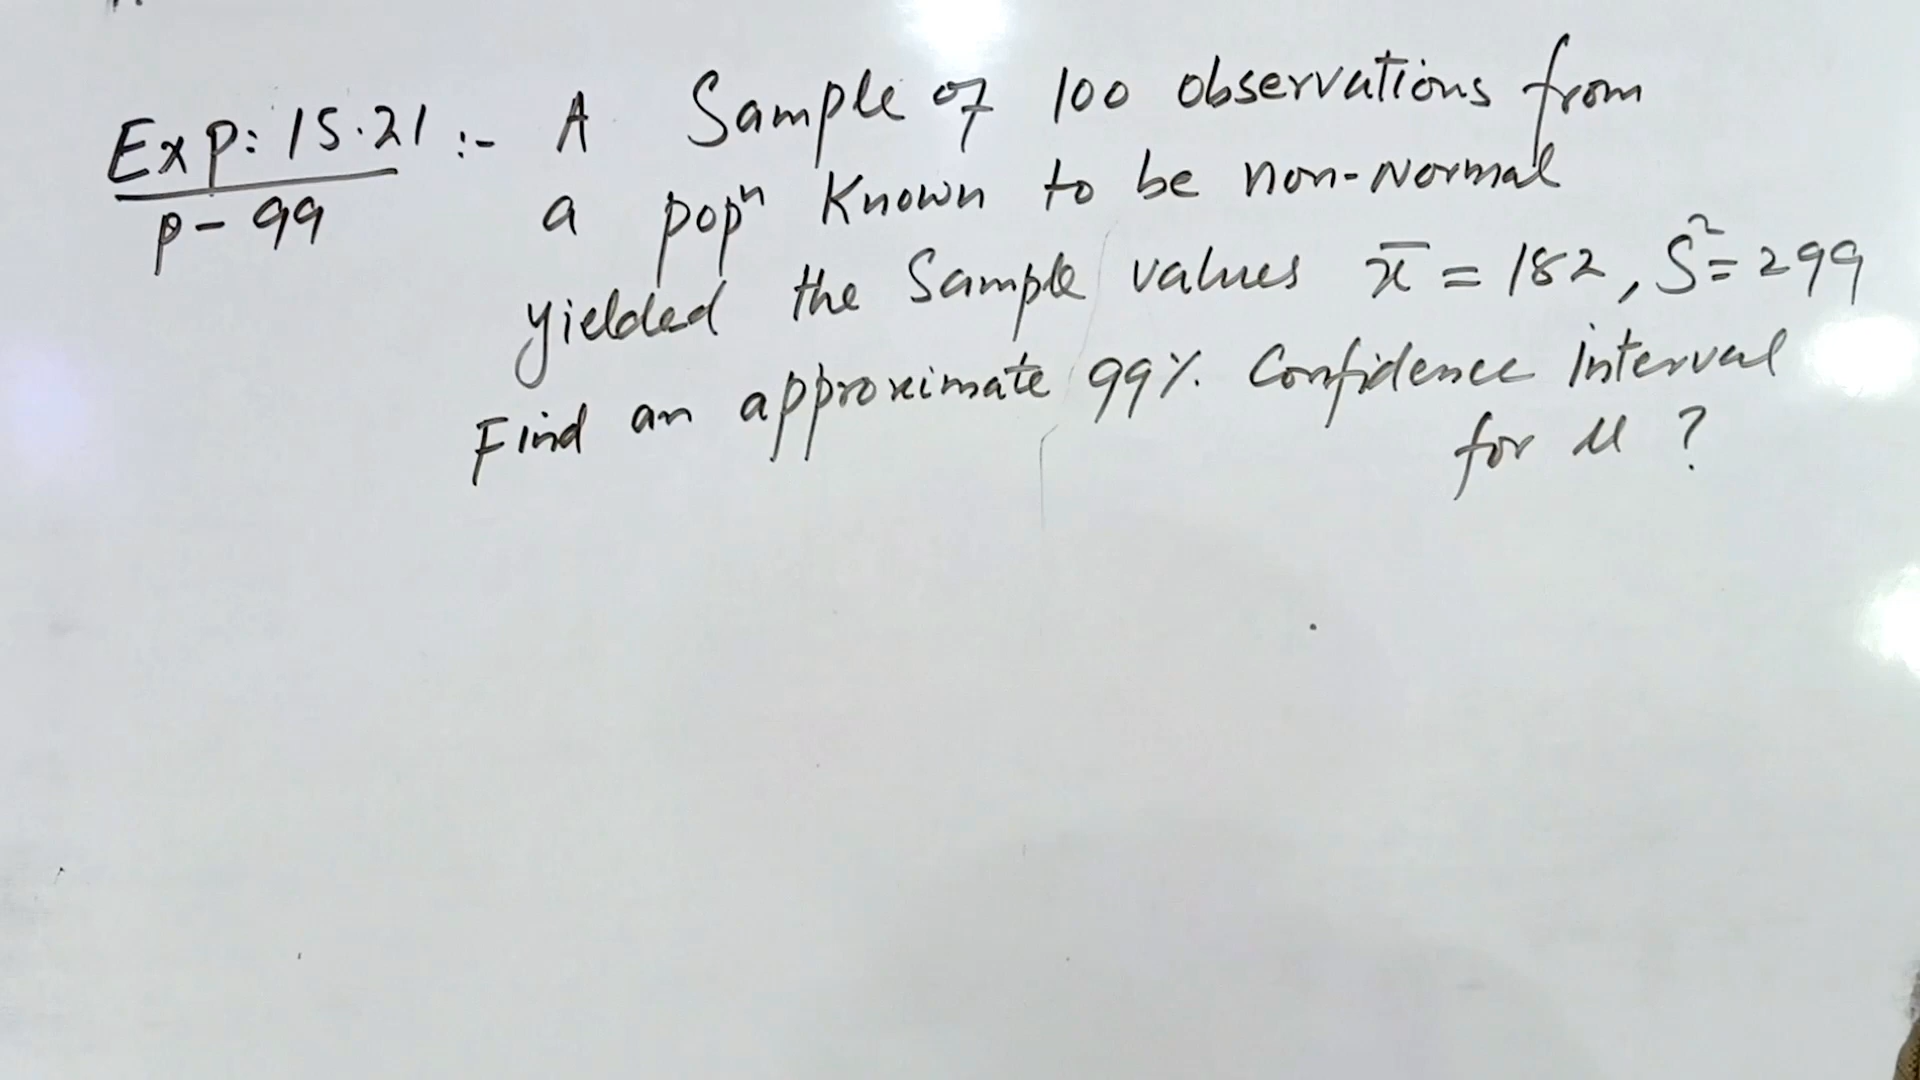 Exp: 15.21 :- A Sample of 100 observations from
p- 99
a popⁿ known to be non-Normal
yielded the Sample values x̄ = 182, S²=299
Find an approximate 99% Confidence interval
for μ ?